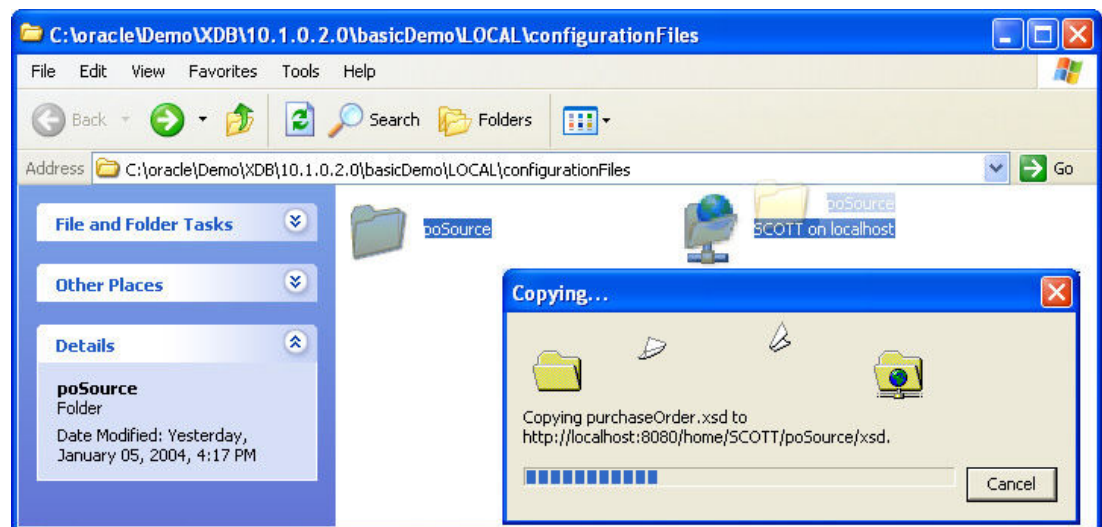 C:\oracle\Demo\XDB\10.1.0.2.0\basicDemo\LOCAL\configurationFiles
File Edit View Favorites Tools Help
Back Search Folders
Address C:\oracle\Demo\XDB\10.1.0.2.0\basicDemo\LOCAL\configurationFiles Go
File and Folder Tasks
Other Places
Details
poSource
Folder
Date Modified: Yesterday,
January 05, 2004, 4:17 PM
poSource
poSource
SCOTT on localhost
Copying...
Copying purchaseOrder.xsd to
http://localhost:8080/home/SCOTT/poSource/xsd.
Cancel